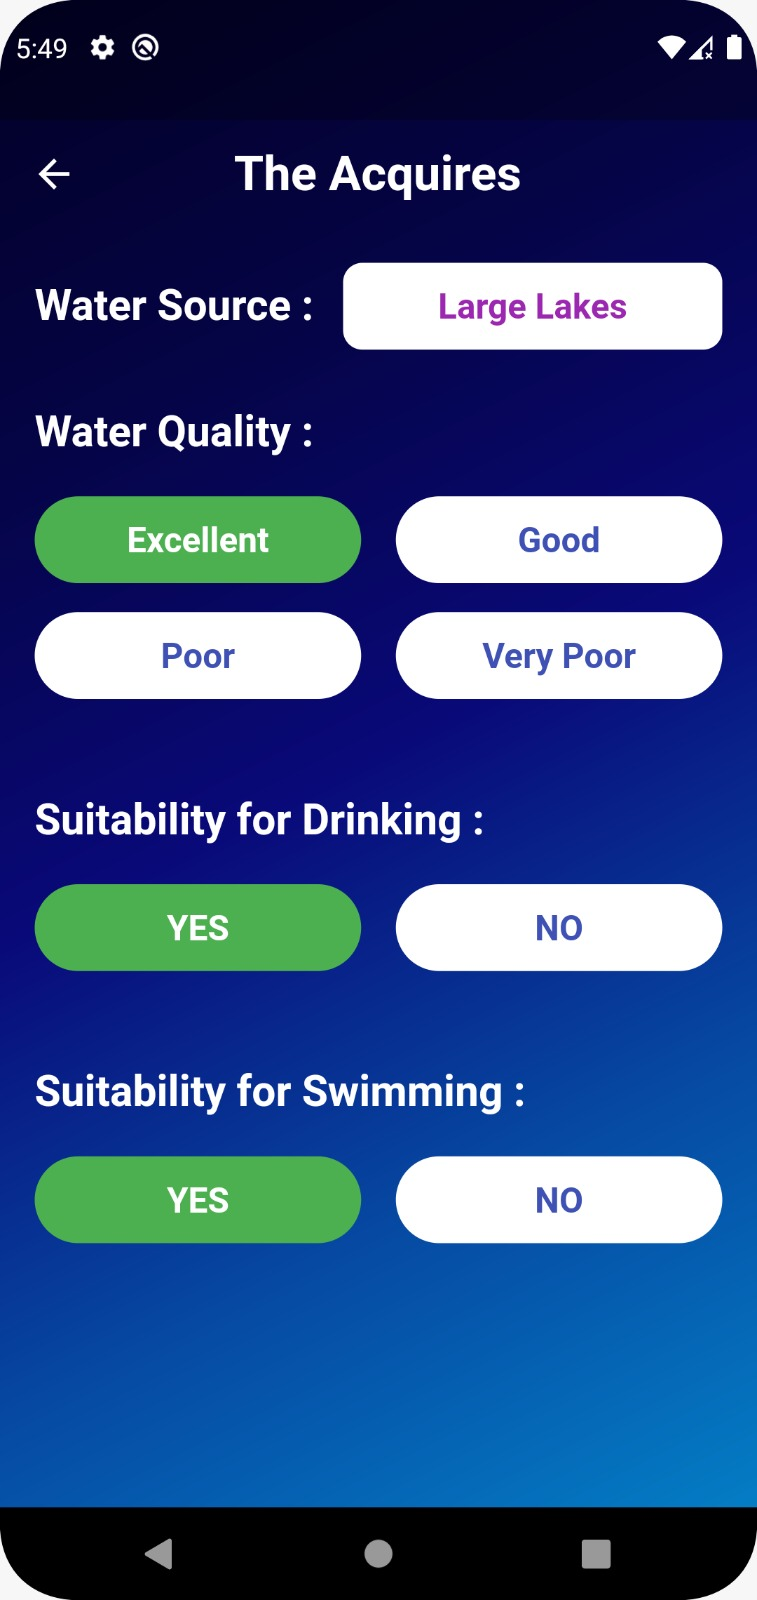 5:49
The Acquires
Water Source : Large Lakes
Water Quality :
Excellent Good
Poor Very Poor
Suitability for Drinking :
YES NO
Suitability for Swimming :
YES NO